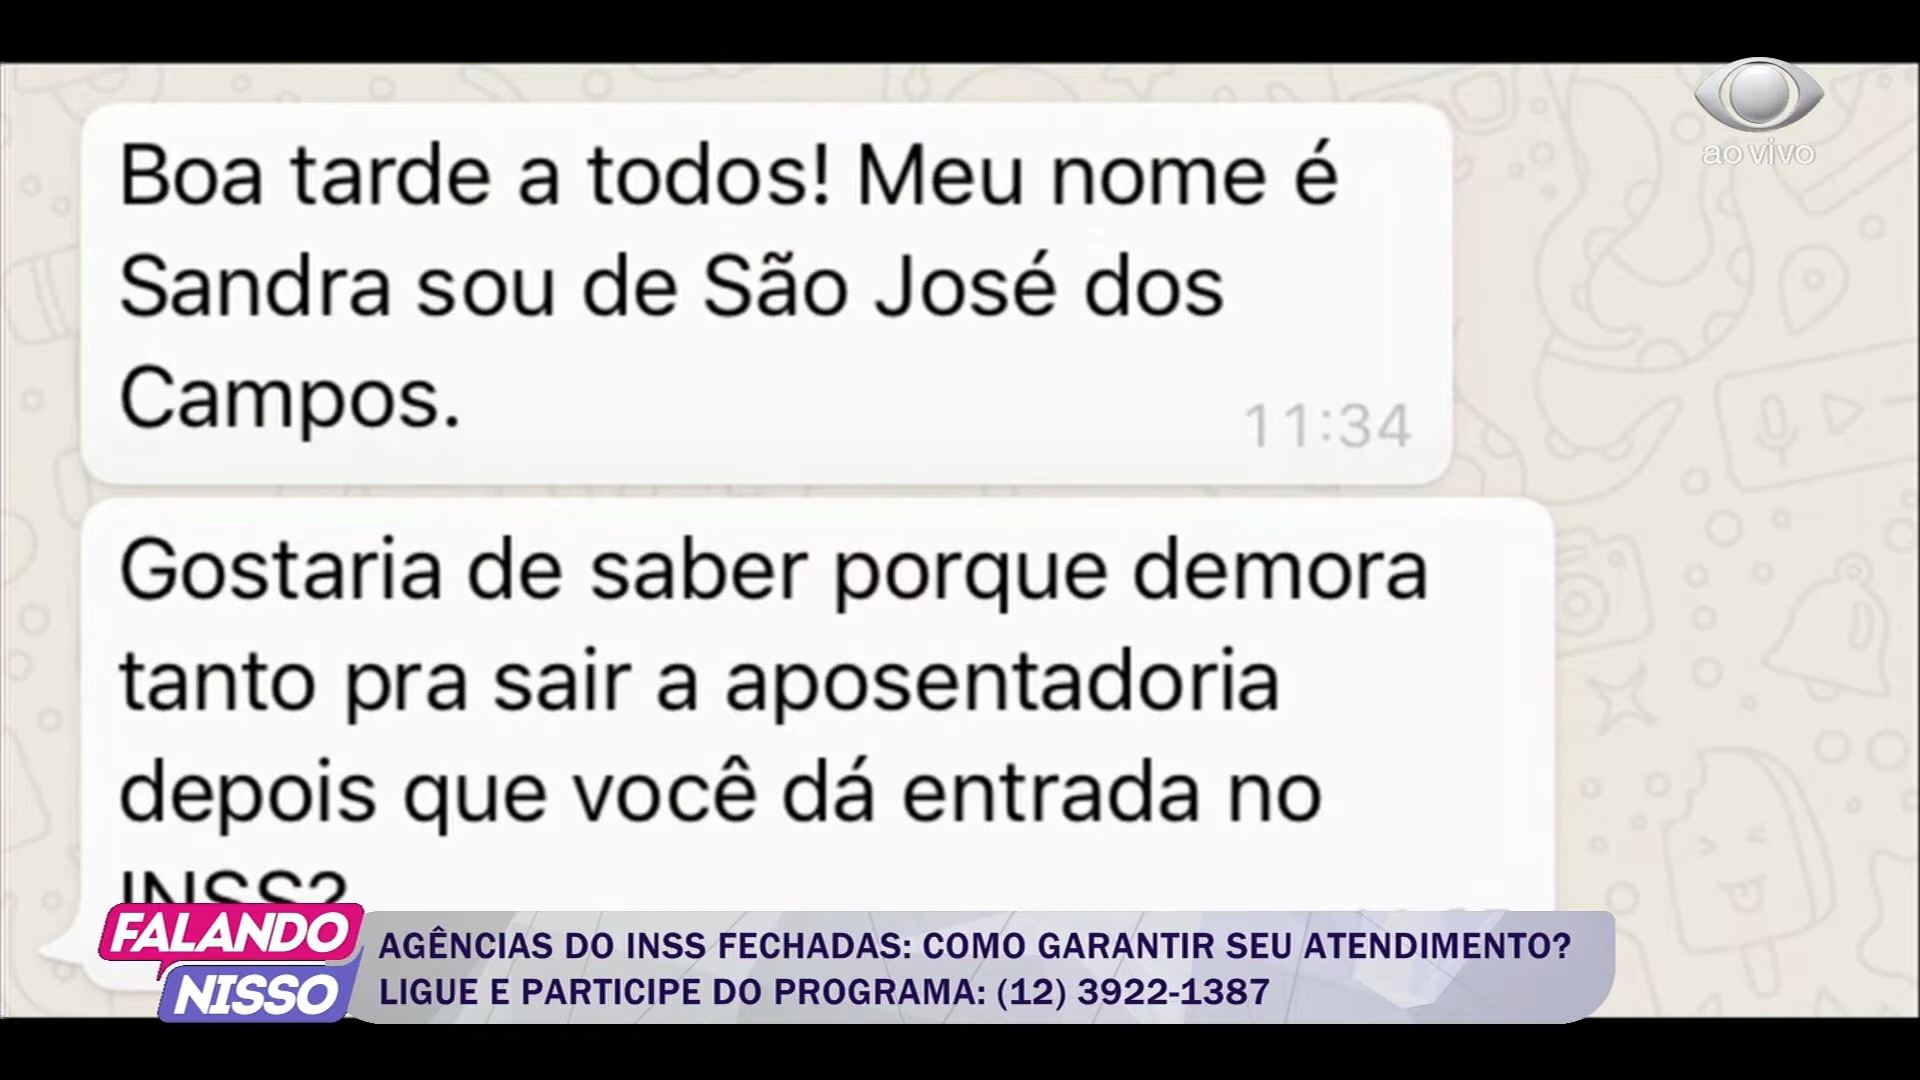 ao vivo
Boa tarde a todos! Meu nome é
Sandra sou de São José dos
Campos.
11:34
Gostaria de saber porque demora
tanto pra sair a aposentadoria
depois que você dá entrada no
INSS?
FALANDO
NISSO
AGÊNCIAS DO INSS FECHADAS: COMO GARANTIR SEU ATENDIMENTO?
LIGUE E PARTICIPE DO PROGRAMA: (12) 3922-1387